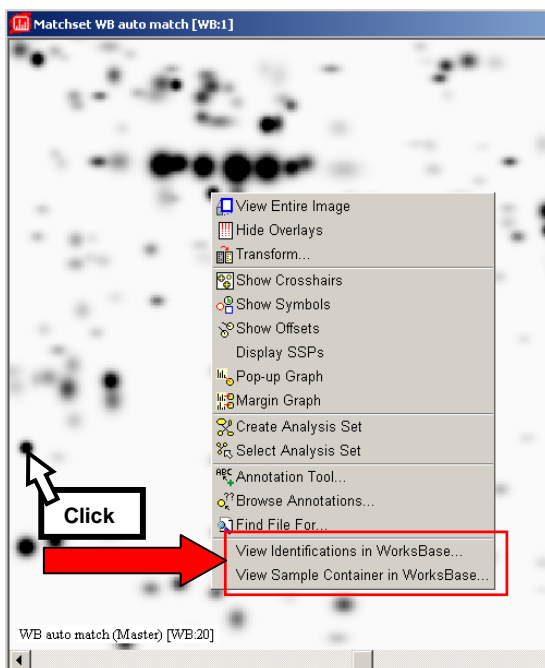 Matchset WB auto match [WB:1]
View Entire Image
Hide Overlays
Transform...
Show Crosshairs
Show Symbols
Show Offsets
Display SSPs
Pop-up Graph
Margin Graph
Create Analysis Set
Select Analysis Set
Annotation Tool...
Browse Annotations...
Find File For...
View Identifications in WorksBase...
View Sample Container in WorksBase...
Click
WB auto match (Master) [WB:20]